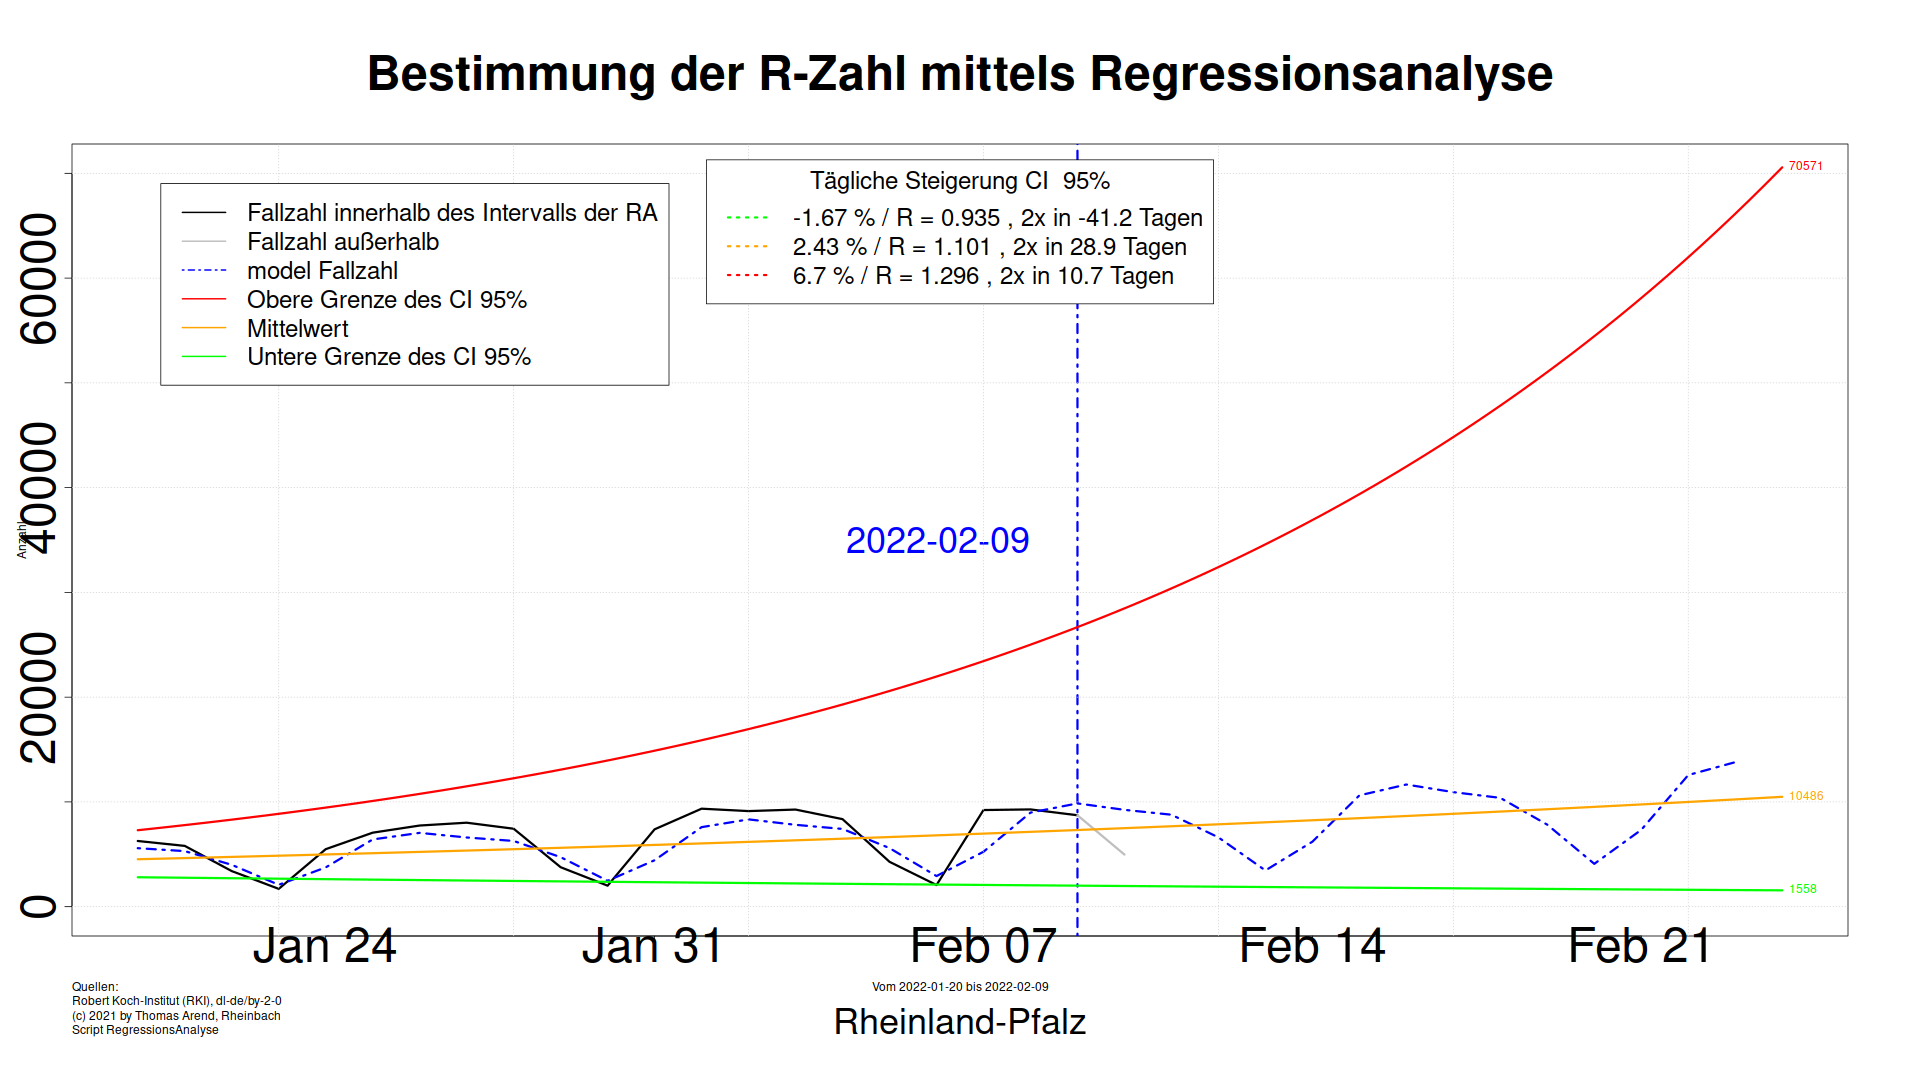 Bestimmung der R-Zahl mittels Regressionsanalyse
Fallzahl innerhalb des Intervalls der RA
Fallzahl außerhalb
model Fallzahl
Obere Grenze des CI 95%
Mittelwert
Untere Grenze des CI 95%
Tägliche Steigerung CI  95%
-1.67 % / R = 0.935 , 2x in -41.2 Tagen
2.43 % / R = 1.101 , 2x in 28.9 Tagen
6.7 % / R = 1.296 , 2x in 10.7 Tagen
70571
60000
40000
20000
0
Anzahl
2022-02-09
10486
1558
Jan 24
Jan 31
Feb 07
Feb 14
Feb 21
Quellen:
Robert Koch-Institut (RKI), dl-de/by-2-0
(c) 2021 by Thomas Arend, Rheinbach
Script RegressionsAnalyse
Vom 2022-01-20 bis 2022-02-09
Rheinland-Pfalz